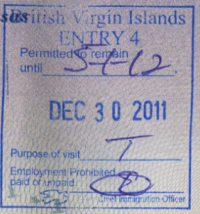 British Virgin Islands
ENTRY 4
Permitted to remain
until 5-1-12
DEC 30 2011
Purpose of visit T
Employment Prohibited
paid or unpaid
Chief Immigration Officer